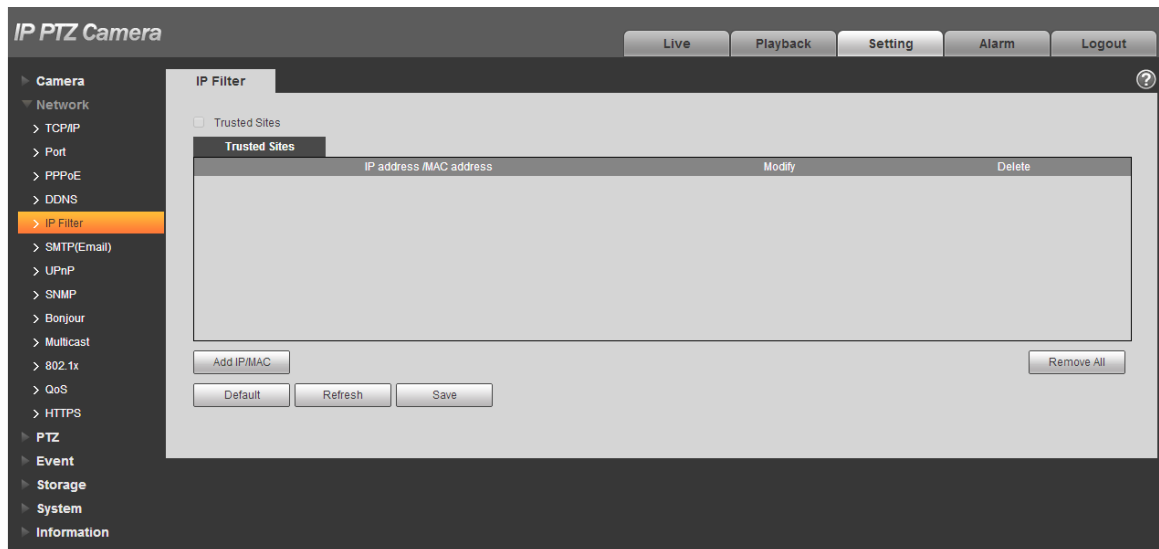 IP PTZ Camera
Live
Playback
Setting
Alarm
Logout
Camera
Network
TCP/IP
Port
PPPoE
DDNS
IP Filter
SMTP(Email)
UPnP
SNMP
Bonjour
Multicast
802.1x
QoS
HTTPS
PTZ
Event
Storage
System
Information
IP Filter
?
Trusted Sites
Trusted Sites
IP address /MAC address Modify Delete
Add IP/MAC Remove All
Default Refresh Save